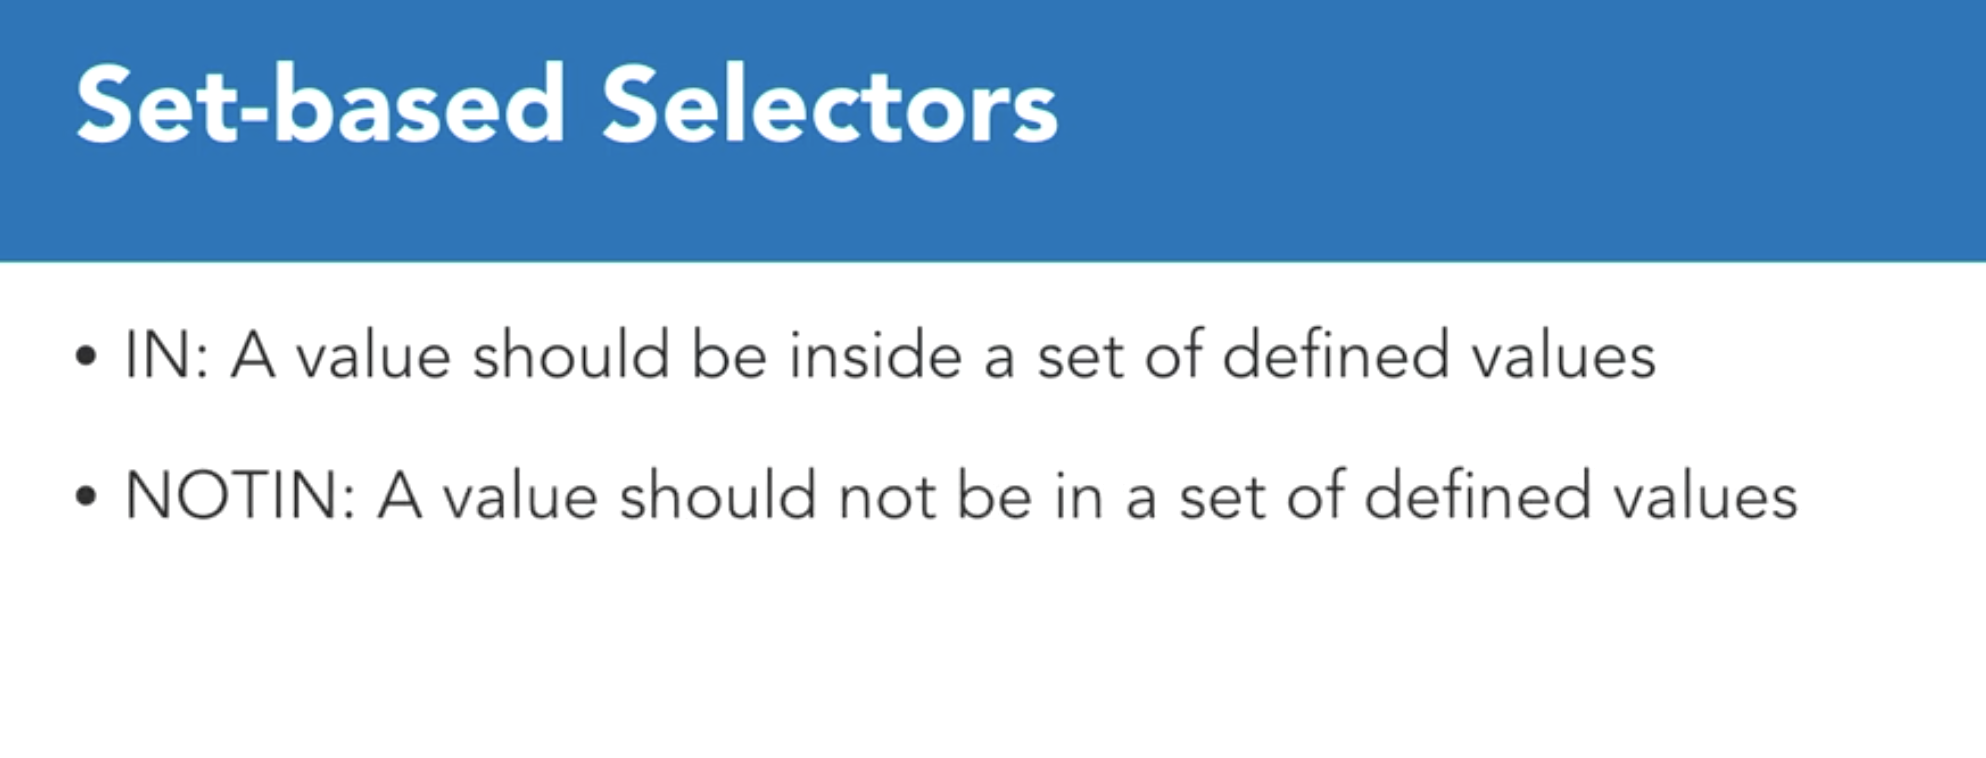 Set-based Selectors
• IN: A value should be inside a set of defined values
• NOTIN: A value should not be in a set of defined values